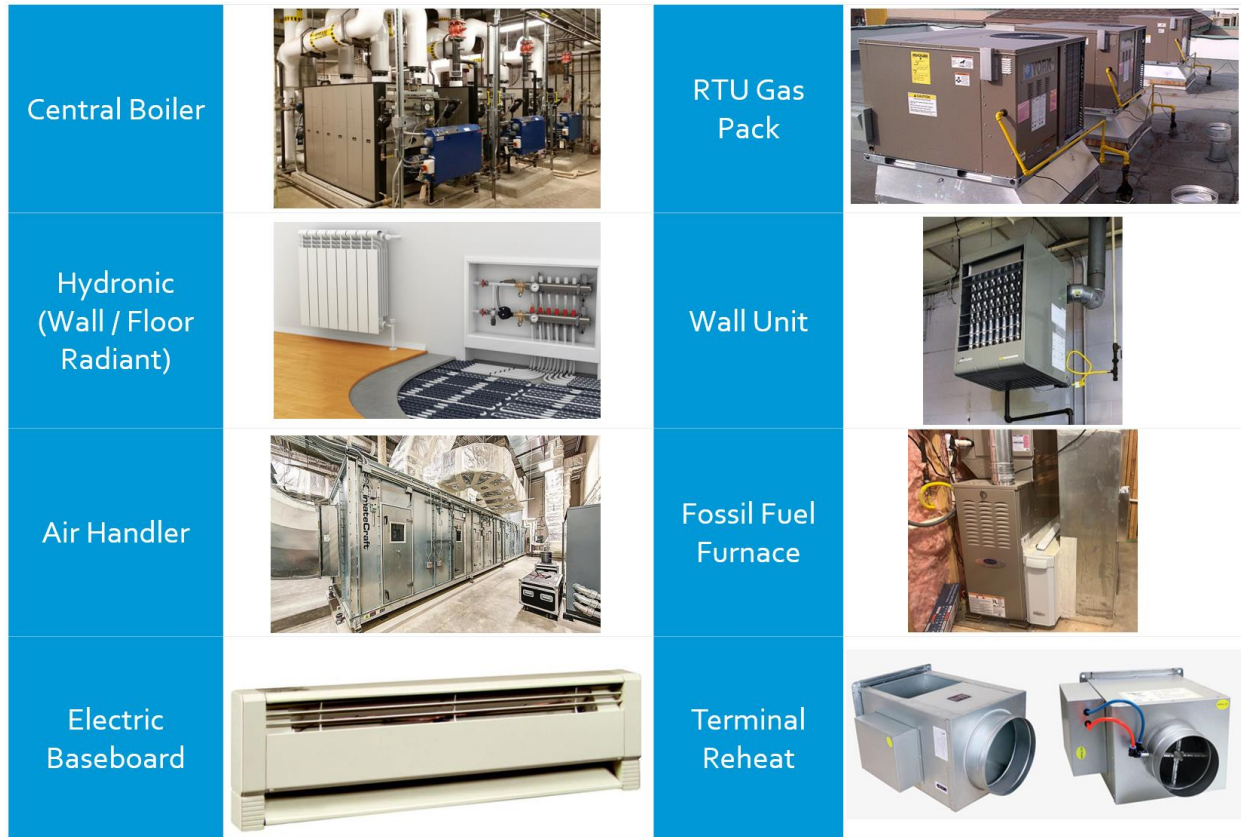 Central Boiler
RTU Gas
Pack
Hydronic
(Wall / Floor
Radiant)
Wall Unit
Air Handler
ClimateCraft
Fossil Fuel
Furnace
Electric
Baseboard
Terminal
Reheat